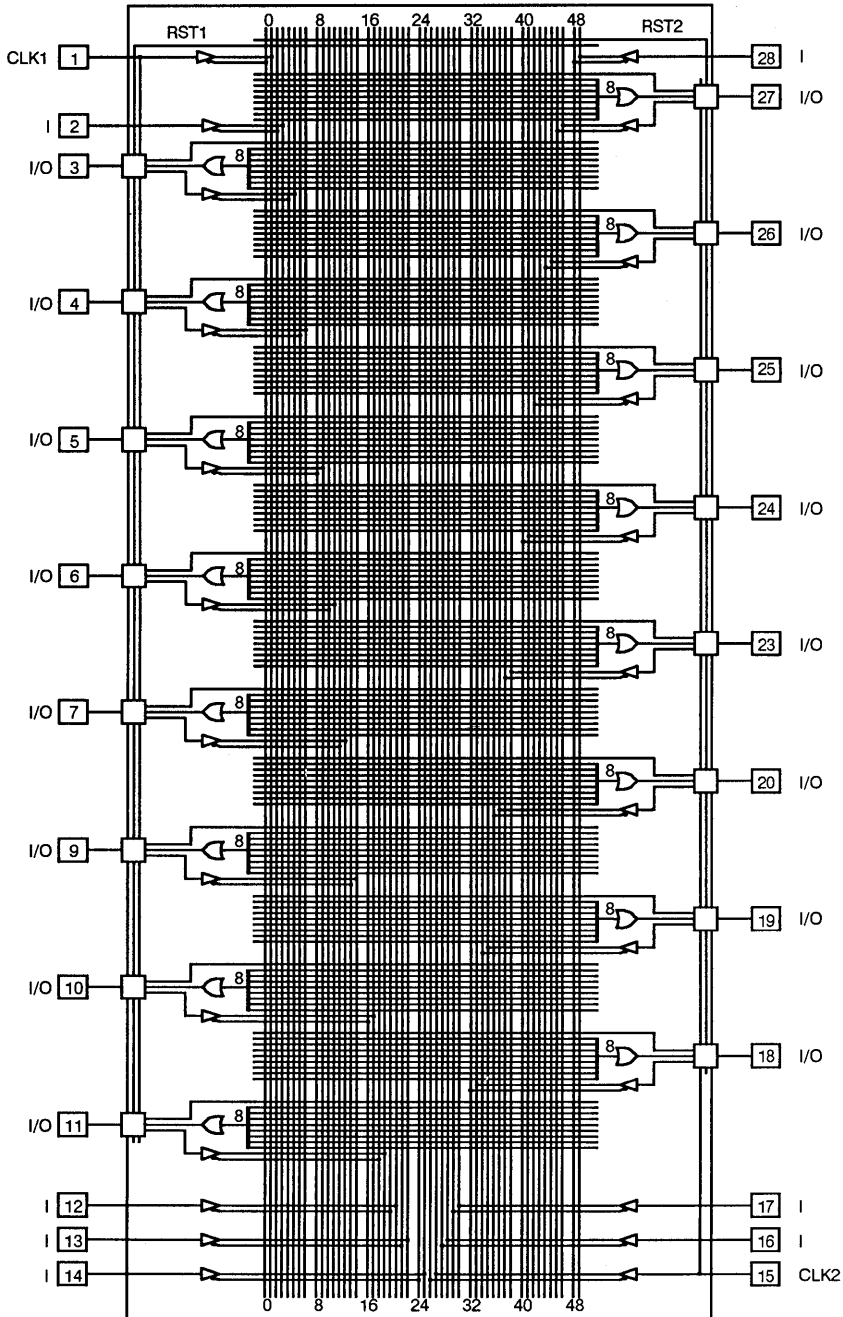 0 8 16 24 32 40 48
RST1 RST2
CLK1 1 28 I
8 27 I/O
I 2
I/O 3 8
8 26 I/O
I/O 4 8
8 25 I/O
I/O 5 8
8 24 I/O
I/O 6 8
8 23 I/O
I/O 7 8
8 20 I/O
I/O 9 8
8 19 I/O
I/O 10 8
8 18 I/O
I/O 11 8
I 12 17 I
I 13 16 I
I 14 15 CLK2
0 8 16 24 32 40 48